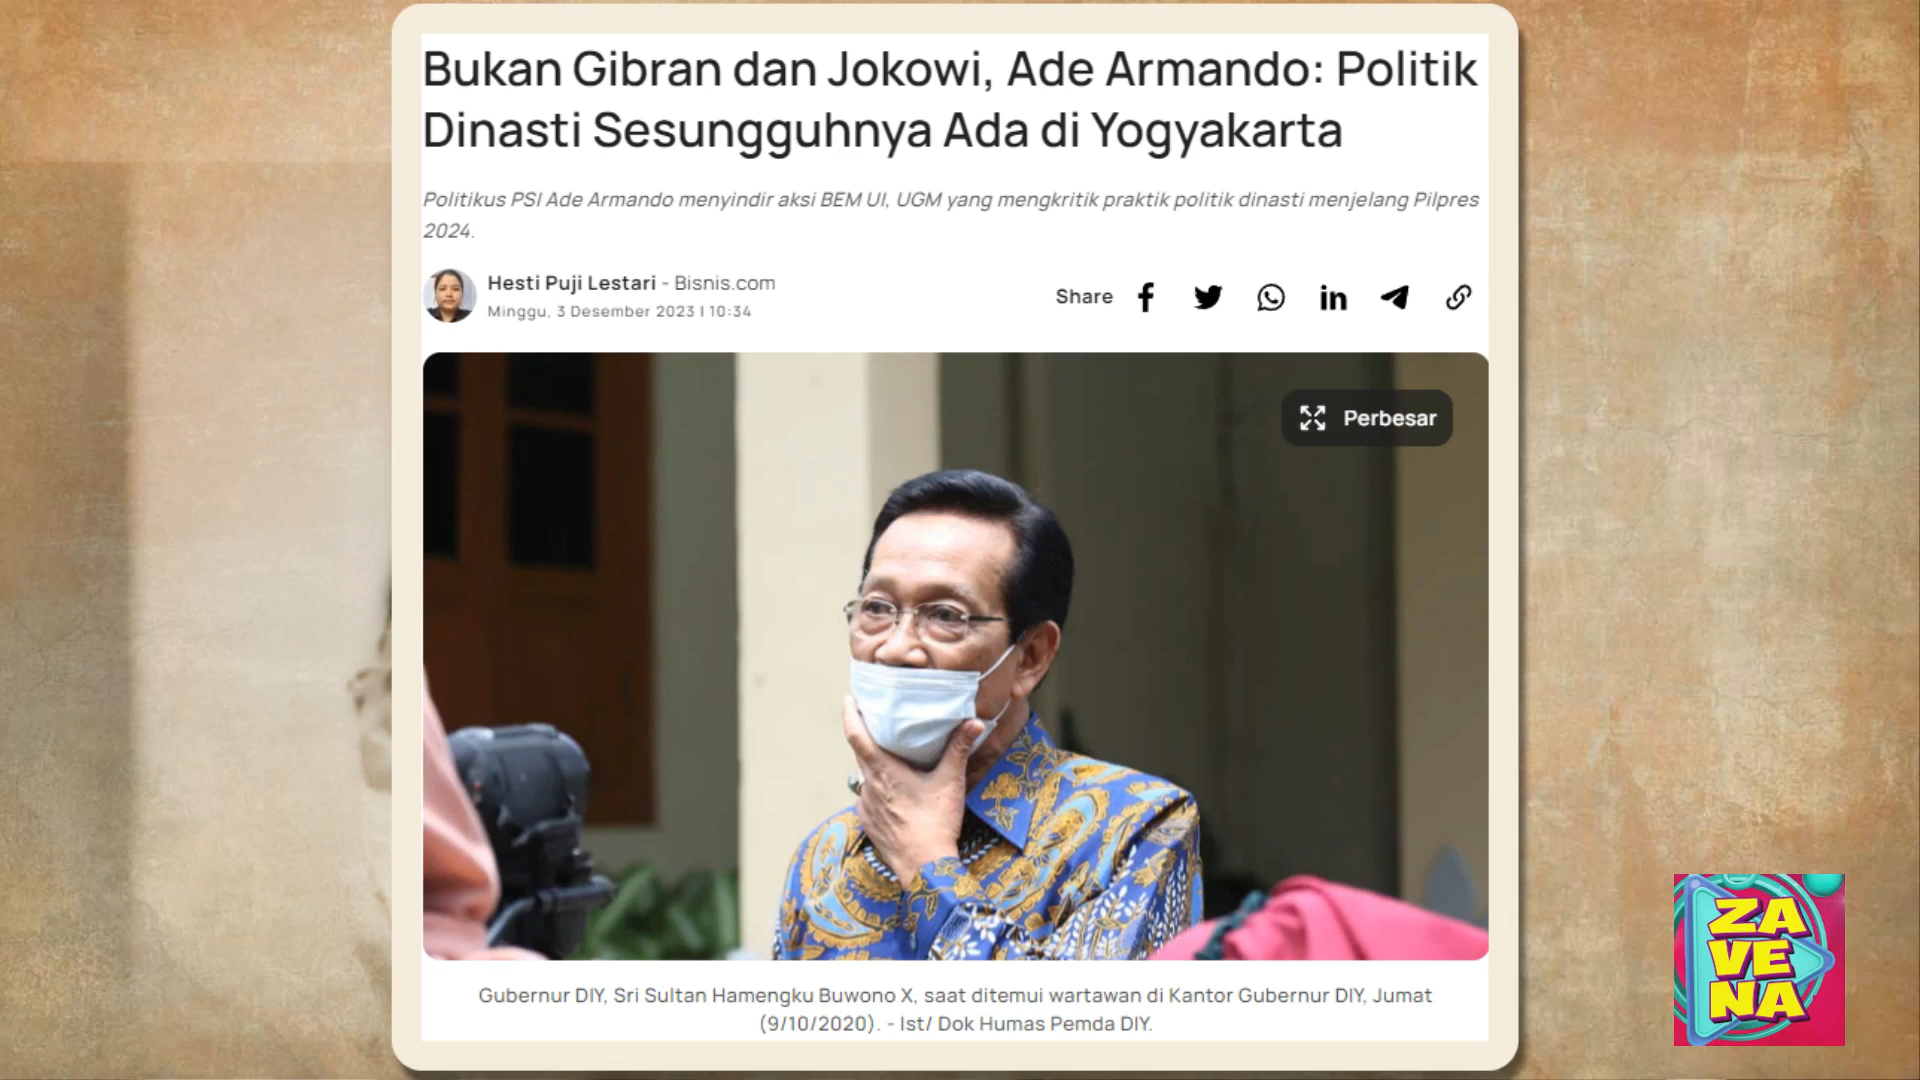 Bukan Gibran dan Jokowi, Ade Armando: Politik
Dinasti Sesungguhnya Ada di Yogyakarta
Politikus PSI Ade Armando menyindir aksi BEM UI, UGM yang mengkritik praktik politik dinasti menjelang Pilpres
2024.
Hesti Puji Lestari - Bisnis.com
Minggu, 3 Desember 2023 | 10:34
Share
Perbesar
Gubernur DIY, Sri Sultan Hamengku Buwono X, saat ditemui wartawan di Kantor Gubernur DIY, Jumat
(9/10/2020). - Ist/ Dok Humas Pemda DIY.
ZA
VE
NA